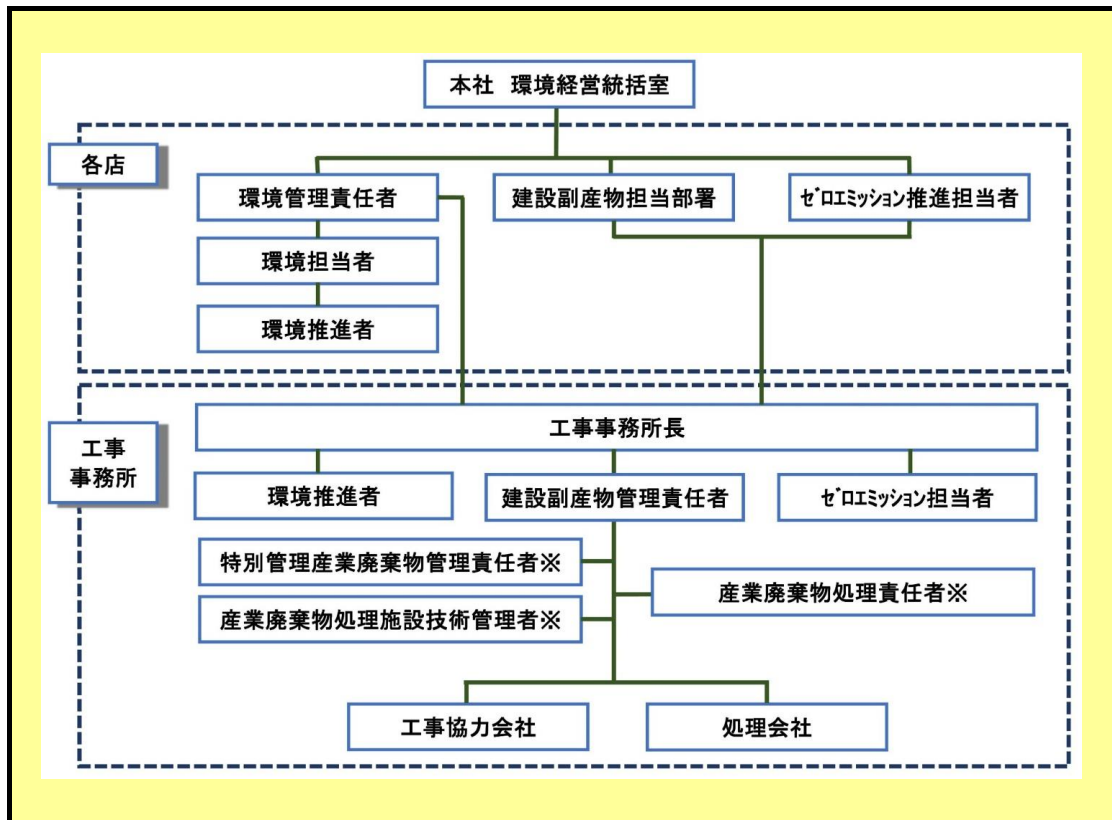 本社　環境経営統括室
各店
環境管理責任者
建設副産物担当部署
ｾﾞﾛｴﾐｯｼｮﾝ推進担当者
環境担当者
環境推進者
工事
事務所
工事事務所長
環境推進者
建設副産物管理責任者
ｾﾞﾛｴﾐｯｼｮﾝ担当者
特別管理産業廃棄物管理責任者※
産業廃棄物処理責任者※
産業廃棄物処理施設技術管理者※
工事協力会社
処理会社